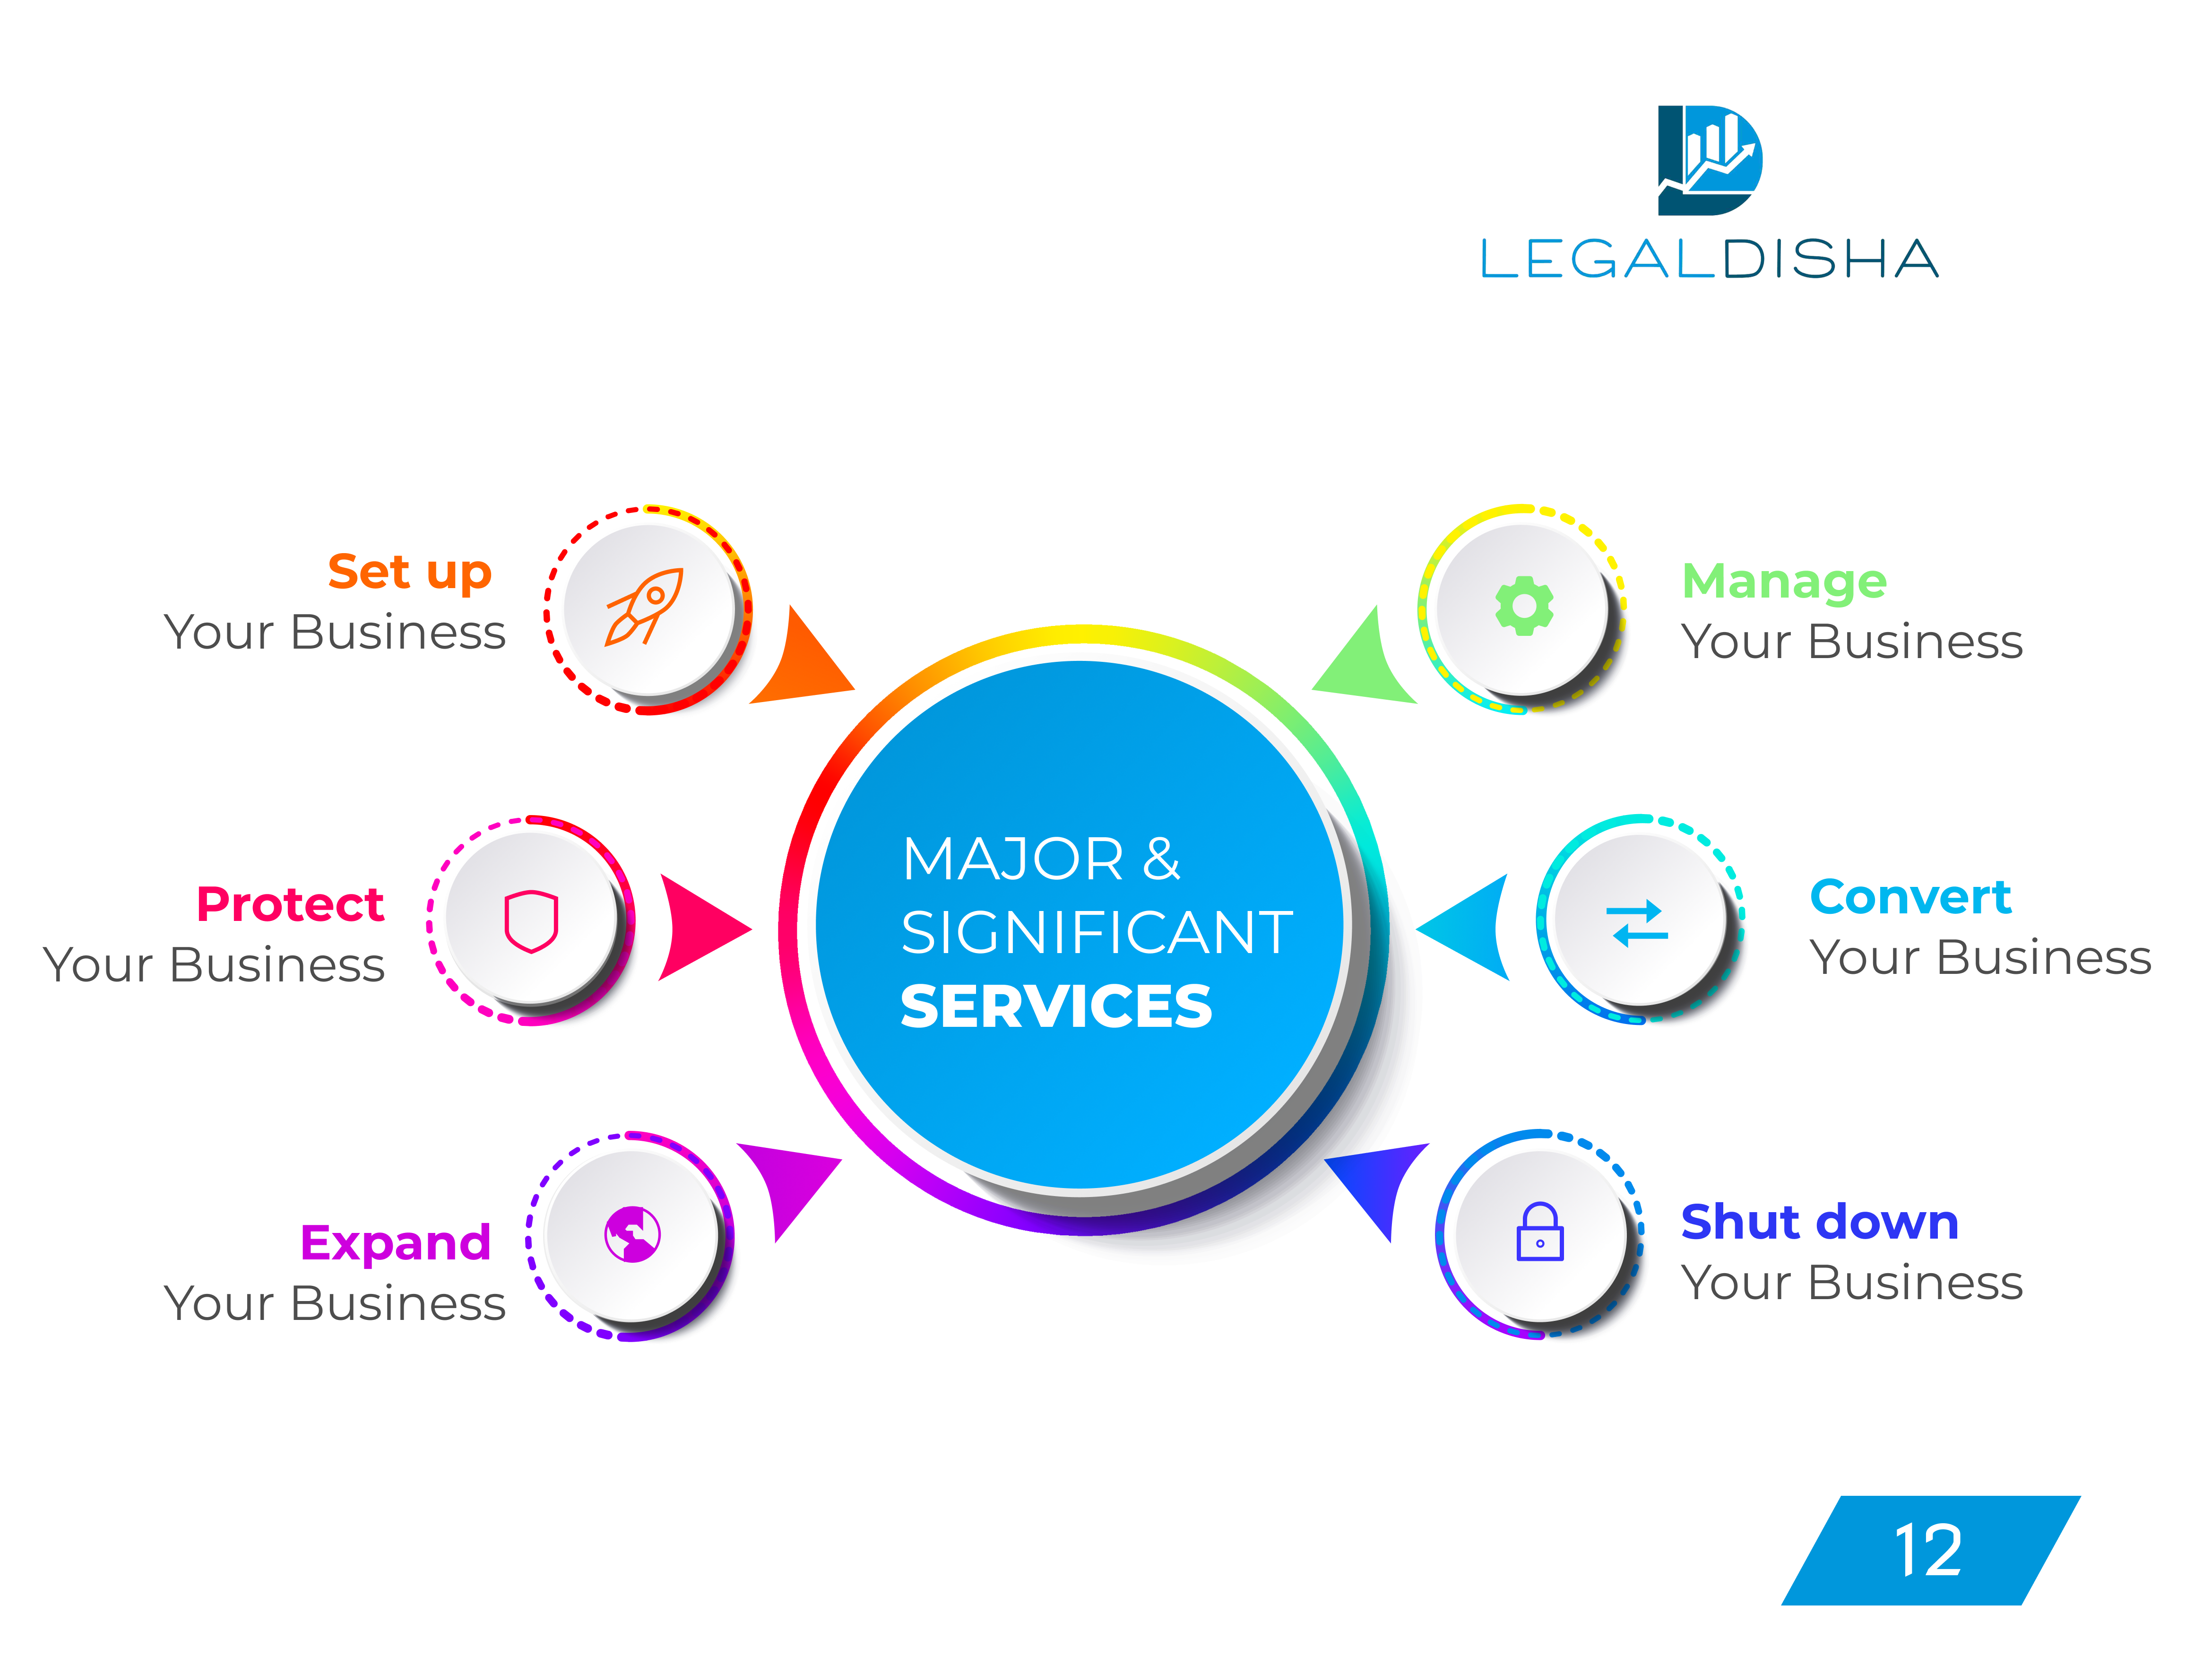 LEGALDISHA
Set up
Your Business
Protect
Your Business
Expand
Your Business
MAJOR &
SIGNIFICANT
SERVICES
Manage
Your Business
Convert
Your Business
Shut down
Your Business
12